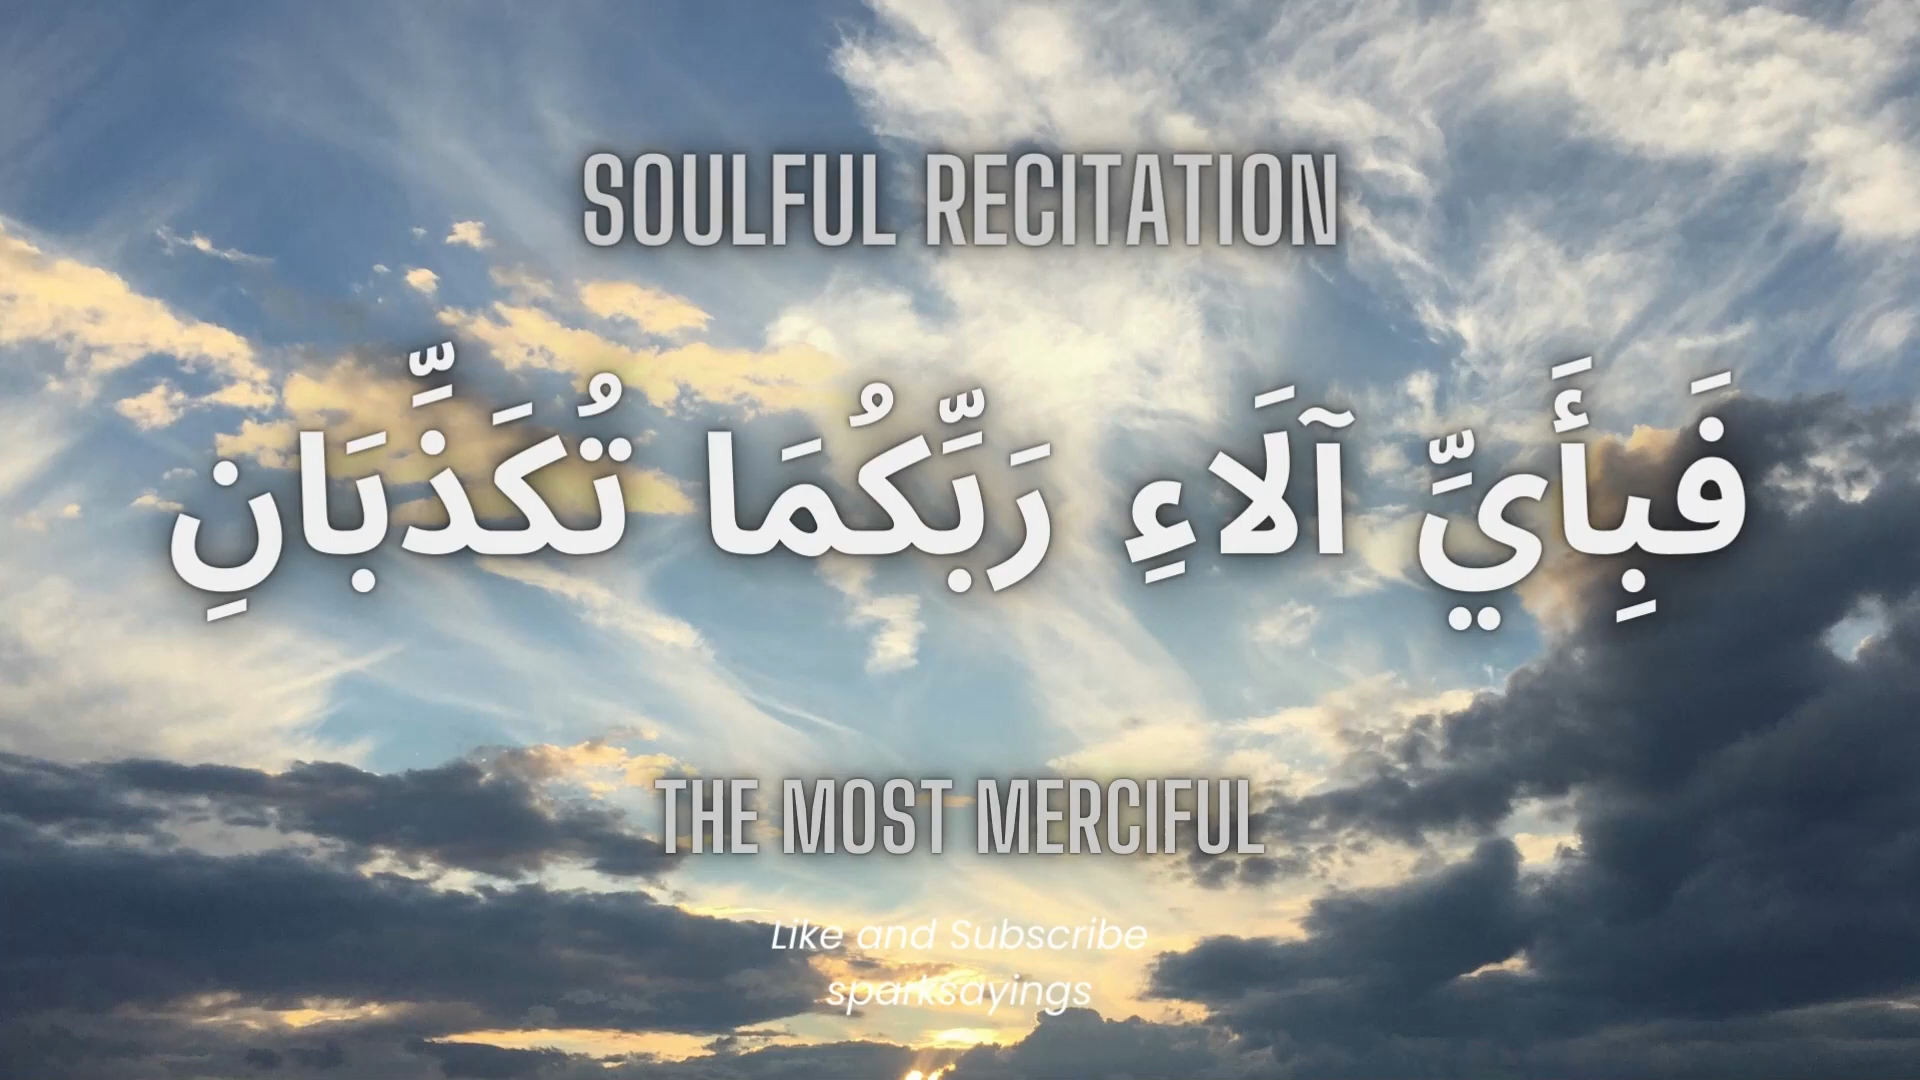 SOULFUL RECITATION
فَبِأَيِّ آلَاءِ رَبِّكُمَا تُكَذِّبَانِ
THE MOST MERCIFUL
Like and Subscribe
sparksayings